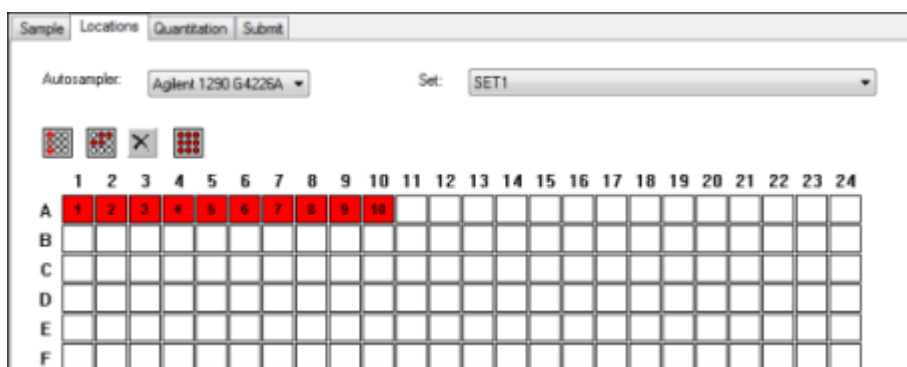 Sample Locations Quantitation Submit
Autosampler: Agilent 1290 G4226A Set: SET1
1 2 3 4 5 6 7 8 9 10 11 12 13 14 15 16 17 18 19 20 21 22 23 24
A 1 2 3 4 5 6 7 8 9 10
B
C
D
E
F